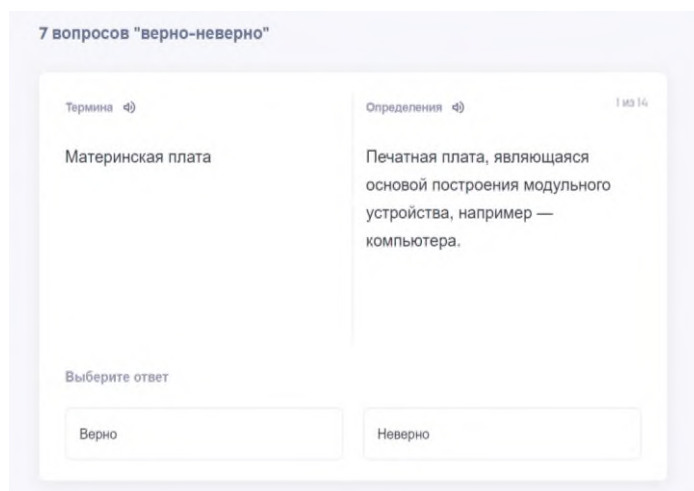 7 вопросов "верно-неверно"
Термина
Определения
1 из 14
Материнская плата
Печатная плата, являющаяся
основой построения модульного
устройства, например —
компьютера.
Выберите ответ
Верно
Неверно